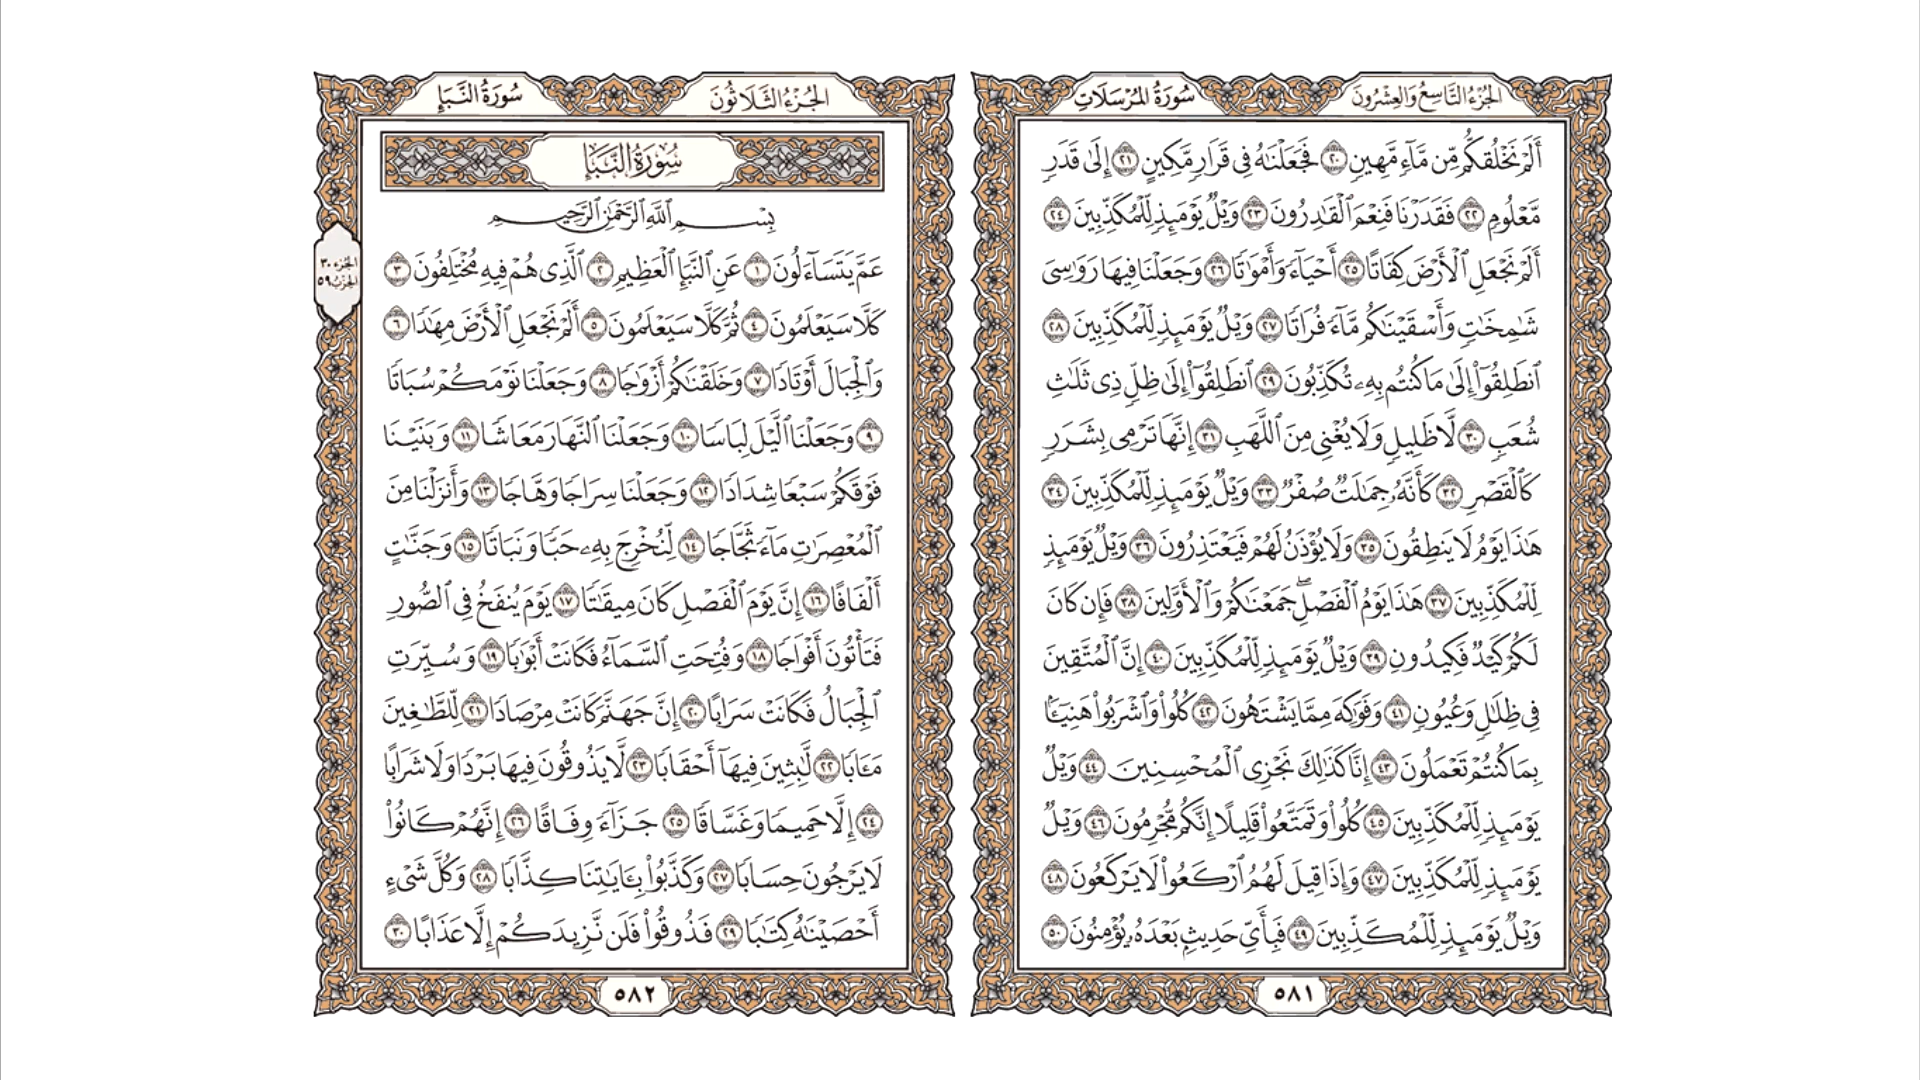 الجزء التاسع والعشرون
سورة المرسلات
أَلَمْ نَخْلُقكُّم مِّن مَّآءٍ مَّهِينٍ ٢٠ فَجَعَلْنَٰهُ فِى قَرَارٍ مَّكِينٍ ٢١ إِلَىٰ قَدَرٍ
مَّعْلُومٍ ٢٢ فَقَدَرْنَا فَنِعْمَ ٱلْقَٰدِرُونَ ٢٣ وَيْلٌ يَوْمَئِذٍ لِّلْمُكَذِّبِينَ ٢٤
أَلَمْ نَجْعَلِ ٱلْأَرْضَ كِفَاتًا ٢٥ أَحْيَآءً وَأَمْوَٰتًا ٢٦ وَجَعَلْنَا فِيهَا رَوَٰسِىَ
شَٰمِخَٰتٍ وَأَسْقَيْنَٰكُم مَّآءً فُرَاتًا ٢٧ وَيْلٌ يَوْمَئِذٍ لِّلْمُكَذِّبِينَ ٢٨
ٱنطَلِقُوٓا۟ إِلَىٰ مَا كُنتُم بِهِۦ تُكَذِّبُونَ ٢٩ ٱنطَلِقُوٓا۟ إِلَىٰ ظِلٍّ ذِى ثَلَٰثِ
شُعَبٍ ٣٠ لَّا ظَلِيلٍ وَلَا يُغْنِى مِنَ ٱللَّهَبِ ٣١ إِنَّهَا تَرْمِى بِشَرَرٍ
كَٱلْقَصْرِ ٣٢ كَأَنَّهُۥ جِمَٰلَتٌ صُفْرٌ ٣٣ وَيْلٌ يَوْمَئِذٍ لِّلْمُكَذِّبِينَ ٣٤
هَٰذَا يَوْمُ لَا يَنطِقُونَ ٣٥ وَلَا يُؤْذَنُ لَهُمْ فَيَعْتَذِرُونَ ٣٦ وَيْلٌ يَوْمَئِذٍ
لِّلْمُكَذِّبِينَ ٣٧ هَٰذَا يَوْمُ ٱلْفَصْلِ ۖ جَمَعْنَٰكُمْ وَٱلْأَوَّلِينَ ٣٨ فَإِن كَانَ
لَكُمْ كَيْدٌ فَكِيدُونِ ٣٩ وَيْلٌ يَوْمَئِذٍ لِّلْمُكَذِّبِينَ ٤٠ إِنَّ ٱلْمُتَّقِينَ
فِى ظِلَٰلٍ وَعُيُونٍ ٤١ وَفَوَٰكِهَ مِمَّا يَشْتَهُونَ ٤٢ كُلُوا۟ وَٱشْرَبُوا۟ هَنِيٓـًٔۢا
بِمَا كُنتُمْ تَعْمَلُونَ ٤٣ إِنَّا كَذَٰلِكَ نَجْزِى ٱلْمُحْسِنِينَ ٤٤ وَيْلٌ
يَوْمَئِذٍ لِّلْمُكَذِّبِينَ ٤٥ كُلُوا۟ وَتَمَتَّعُوا۟ قَلِيلًا إِنَّكُم مُّجْرِمُونَ ٤٦ وَيْلٌ
يَوْمَئِذٍ لِّلْمُكَذِّبِينَ ٤٧ وَإِذَا قِيلَ لَهُمُ ٱرْكَعُوا۟ لَا يَرْكَعُونَ ٤٨
وَيْلٌ يَوْمَئِذٍ لِّلْمُكَذِّبِينَ ٤٩ فَبِأَىِّ حَدِيثٍۭ بَعْدَهُۥ يُؤْمِنُونَ ٥٠
٥٨١
الجزء الثلاثون
سورة النبإ
سورة النبإ
بسم الله الرحمن الرحيم
الجزء ٣٠
الحزب ٥٩
عَمَّ يَتَسَآءَلُونَ ١ عَنِ ٱلنَّبَإِ ٱلْعَظِيمِ ٢ ٱلَّذِى هُمْ فِيهِ مُخْتَلِفُونَ ٣
كَلَّا سَيَعْلَمُونَ ٤ ثُمَّ كَلَّا سَيَعْلَمُونَ ٥ أَلَمْ نَجْعَلِ ٱلْأَرْضَ مِهَٰدًا ٦
وَٱلْجِبَالَ أَوْتَادًا ٧ وَخَلَقْنَٰكُمْ أَزْوَٰجًا ٨ وَجَعَلْنَا نَوْمَكُمْ سُبَاتًا
٩ وَجَعَلْنَا ٱلَّيْلَ لِبَاسًا ١٠ وَجَعَلْنَا ٱلنَّهَارَ مَعَاشًا ١١ وَبَنَيْنَا
فَوْقَكُمْ سَبْعًا شِدَادًا ١٢ وَجَعَلْنَا سِرَاجًا وَهَّاجًا ١٣ وَأَنزَلْنَا مِنَ
ٱلْمُعْصِرَٰتِ مَآءً ثَجَّاجًا ١٤ لِّنُخْرِجَ بِهِۦ حَبًّا وَنَبَاتًا ١٥ وَجَنَّٰتٍ
أَلْفَافًا ١٦ إِنَّ يَوْمَ ٱلْفَصْلِ كَانَ مِيقَٰتًا ١٧ يَوْمَ يُنفَخُ فِى ٱلصُّورِ
فَتَأْتُونَ أَفْوَاجًا ١٨ وَفُتِحَتِ ٱلسَّمَآءُ فَكَانَتْ أَبْوَٰبًا ١٩ وَسُيِّرَتِ
ٱلْجِبَالُ فَكَانَتْ سَرَابًا ٢٠ إِنَّ جَهَنَّمَ كَانَتْ مِرْصَادًا ٢١ لِّلطَّٰغِينَ
مَـَٔابًا ٢٢ لَّٰبِثِينَ فِيهَآ أَحْقَابًا ٢٣ لَّا يَذُوقُونَ فِيهَا بَرْدًا وَلَا شَرَابًا
٢٤ إِلَّا حَمِيمًا وَغَسَّاقًا ٢٥ جَزَآءً وِفَاقًا ٢٦ إِنَّهُمْ كَانُوا۟
لَا يَرْجُونَ حِسَابًا ٢٧ وَكَذَّبُوا۟ بِـَٔايَٰتِنَا كِذَّابًا ٢٨ وَكُلَّ شَىْءٍ
أَحْصَيْنَٰهُ كِتَٰبًا ٢٩ فَذُوقُوا۟ فَلَن نَّزِيدَكُمْ إِلَّا عَذَابًا ٣٠
٥٨٢